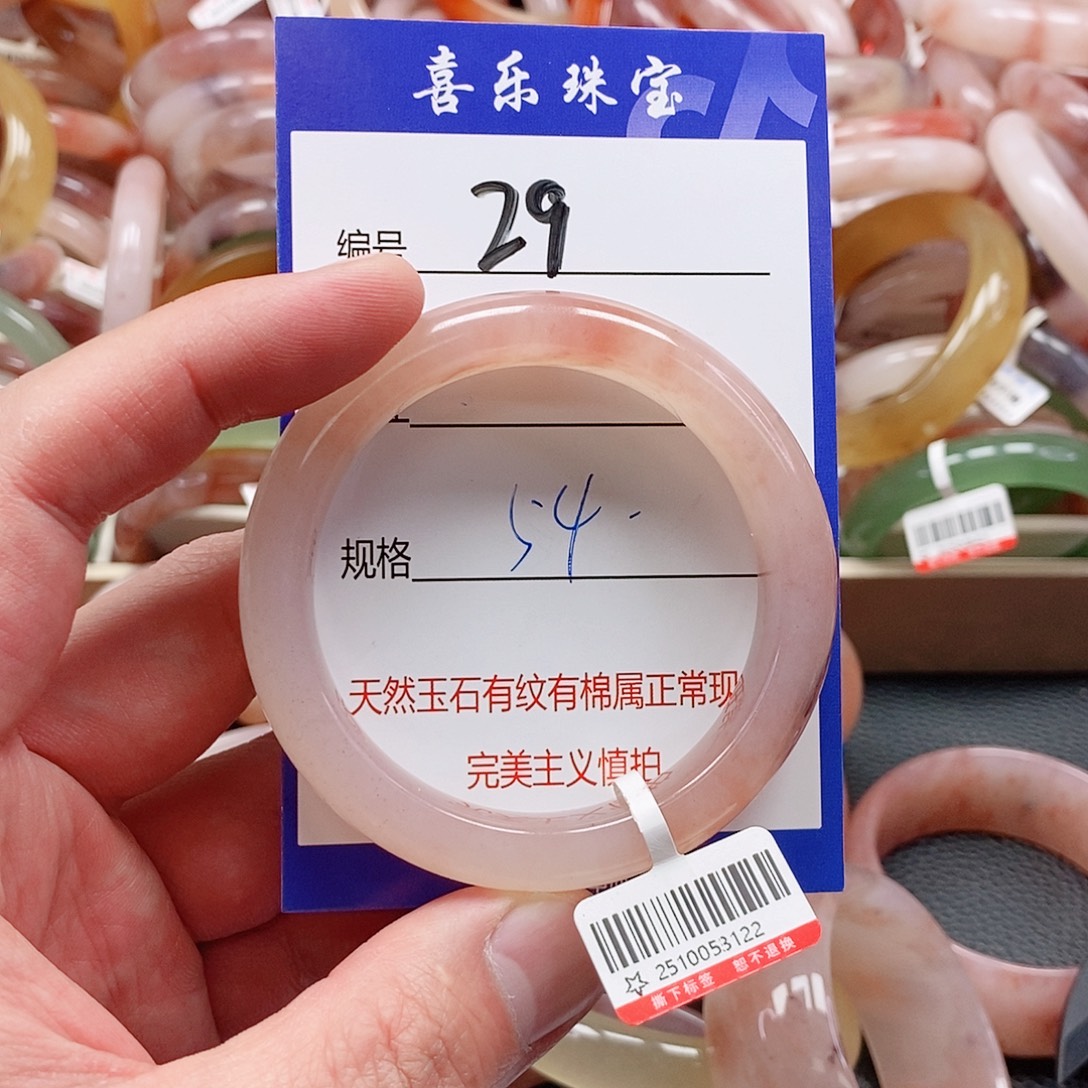 喜乐珠宝
编号 29
规格 54.
天然玉石有纹有棉属正常现
完美主义慎拍
2510053122
撕下标签 恕不退换